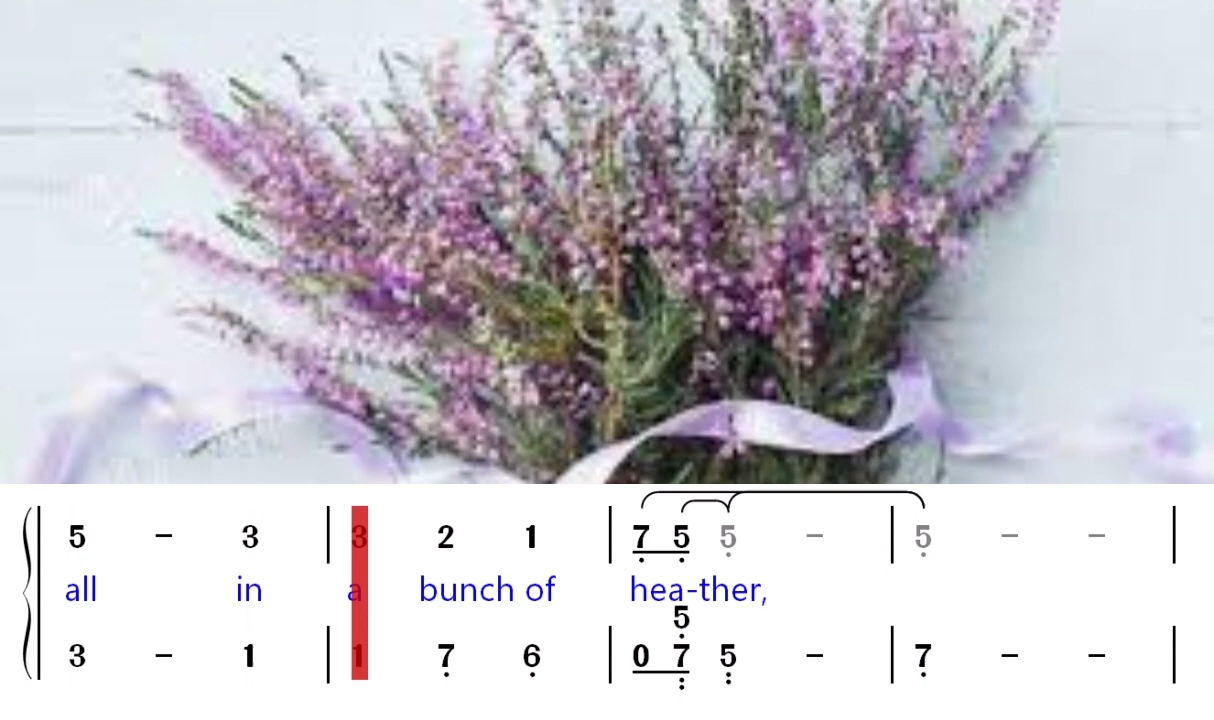 5 – 3 | 3 2 1 | 7 5 5 – | 5 – – |
all in a bunch of hea-ther,
5
3 – 1 | 1 7 6 | 0 7 5 – | 7 – – |